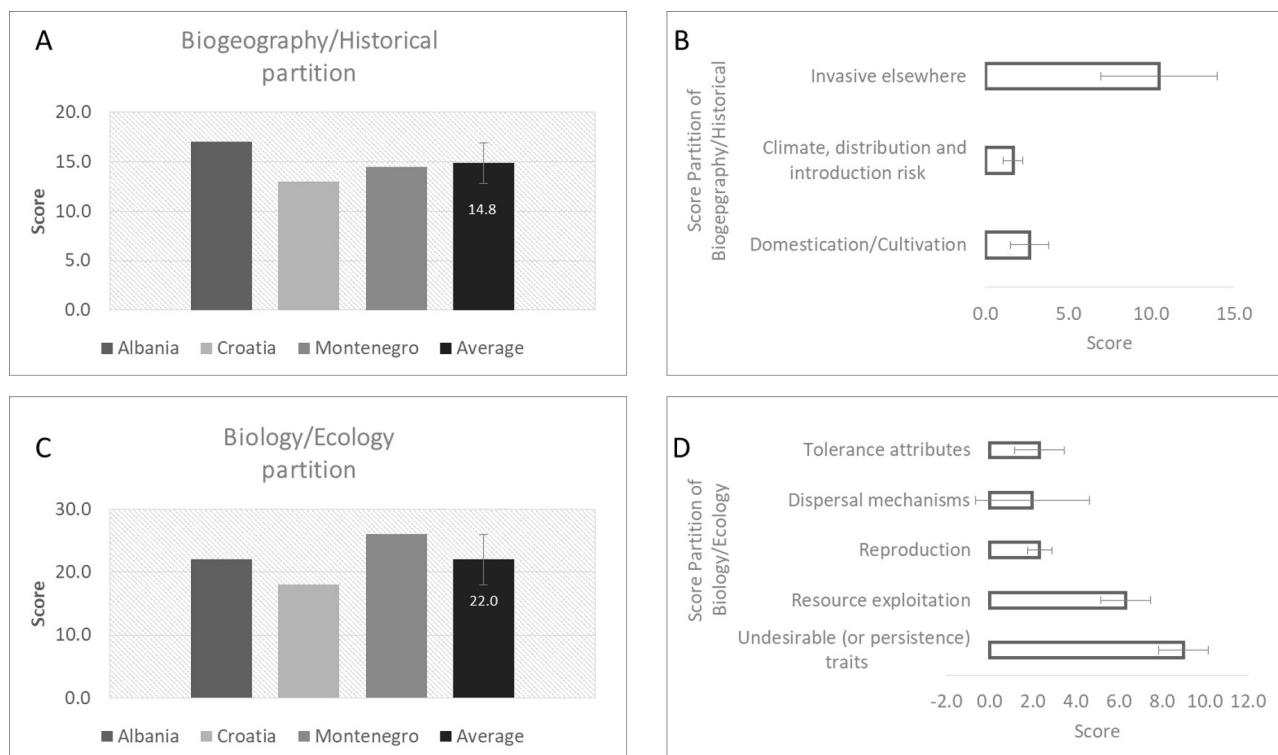 A
Biogeography/Historical
partition
20.0
15.0
10.0
5.0
0.0
Score
14.8
Albania Croatia Montenegro Average
B
Score Partition of
Biogepgraphy/Historical
Invasive elsewhere
Climate, distribution and
introduction risk
Domestication/Cultivation
0.0 5.0 10.0 15.0
Score
C
Biology/Ecology
partition
30.0
20.0
10.0
0.0
Score
22.0
Albania Croatia Montenegro Average
D
Score Partition of
Biology/Ecology
Tolerance attributes
Dispersal mechanisms
Reproduction
Resource exploitation
Undesirable (or persistence)
traits
-2.0 0.0 2.0 4.0 6.0 8.0 10.0 12.0
Score